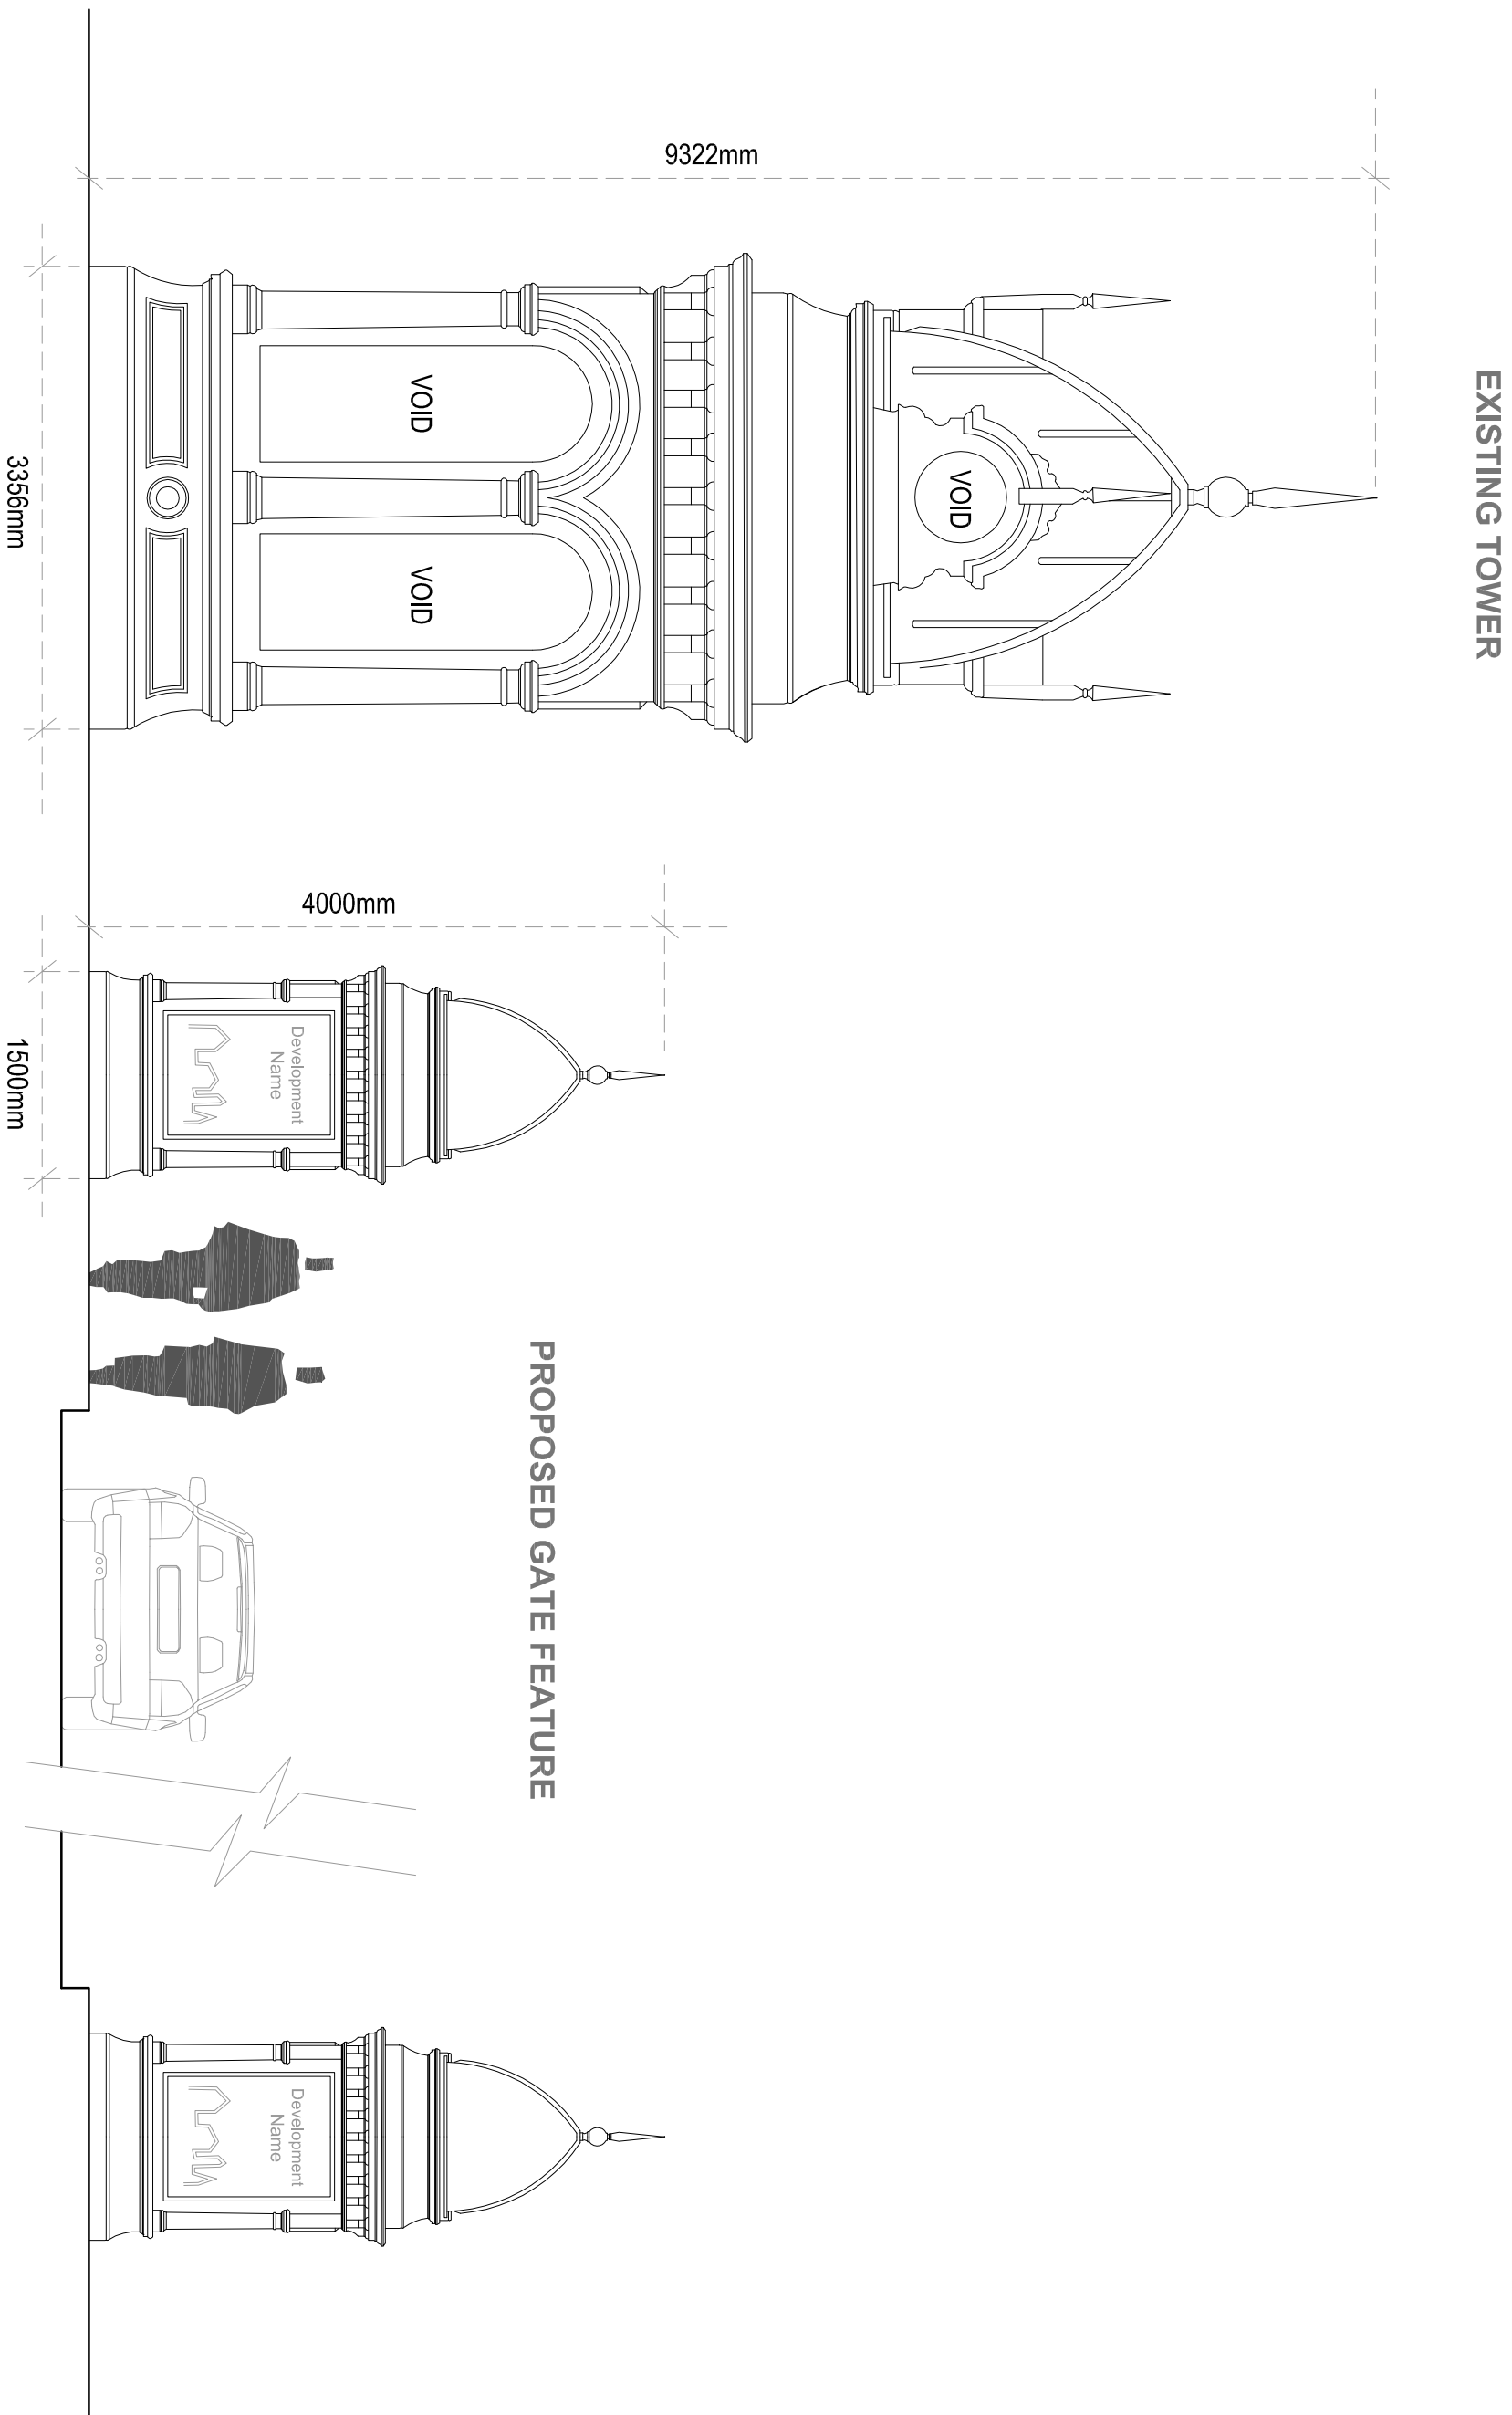 EXISTING TOWER
9322mm
VOID
VOID
VOID
3356mm
PROPOSED GATE FEATURE
4000mm
Development
Name
1500mm
Development
Name